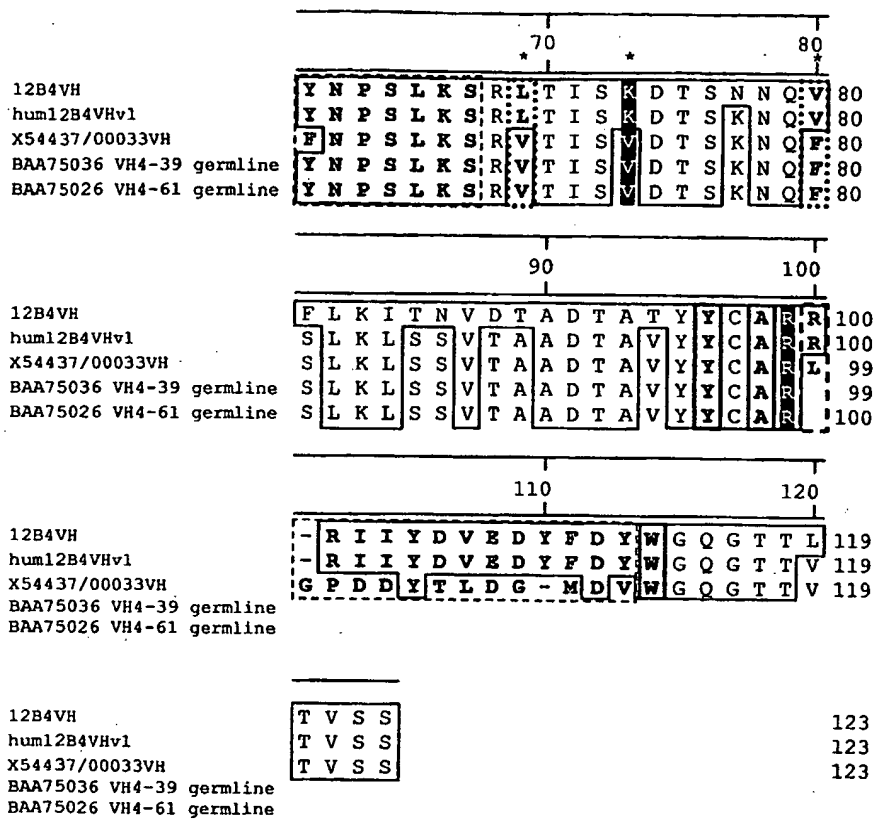 70 80
* * *
12B4VH Y N P S L K S R L T I S K D T S N N Q V 80
hum12B4VHv1 Y N P S L K S R L T I S K D T S K N Q V 80
X54437/00033VH F N P S L K S R V T I S V D T S K N Q F 80
BAA75036 VH4-39 germline Y N P S L K S R V T I S V D T S K N Q F 80
BAA75026 VH4-61 germline Y N P S L K S R V T I S V D T S K N Q F 80
90 100
12B4VH F L K I T N V D T A D T A T Y Y C A R R 100
hum12B4VHv1 S L K L S S V T A A D T A V Y Y C A R R 100
X54437/00033VH S L K L S S V T A A D T A V Y Y C A R L 99
BAA75036 VH4-39 germline S L K L S S V T A A D T A V Y Y C A R 99
BAA75026 VH4-61 germline S L K L S S V T A A D T A V Y Y C A R 100
110 120
12B4VH - R I I Y D V E D Y F D Y W G Q G T T L 119
hum12B4VHv1 - R I I Y D V E D Y F D Y W G Q G T T V 119
X54437/00033VH G P D D Y T L D G - M D V W G Q G T T V 119
BAA75036 VH4-39 germline
BAA75026 VH4-61 germline
12B4VH T V S S 123
hum12B4VHv1 T V S S 123
X54437/00033VH T V S S 123
BAA75036 VH4-39 germline
BAA75026 VH4-61 germline